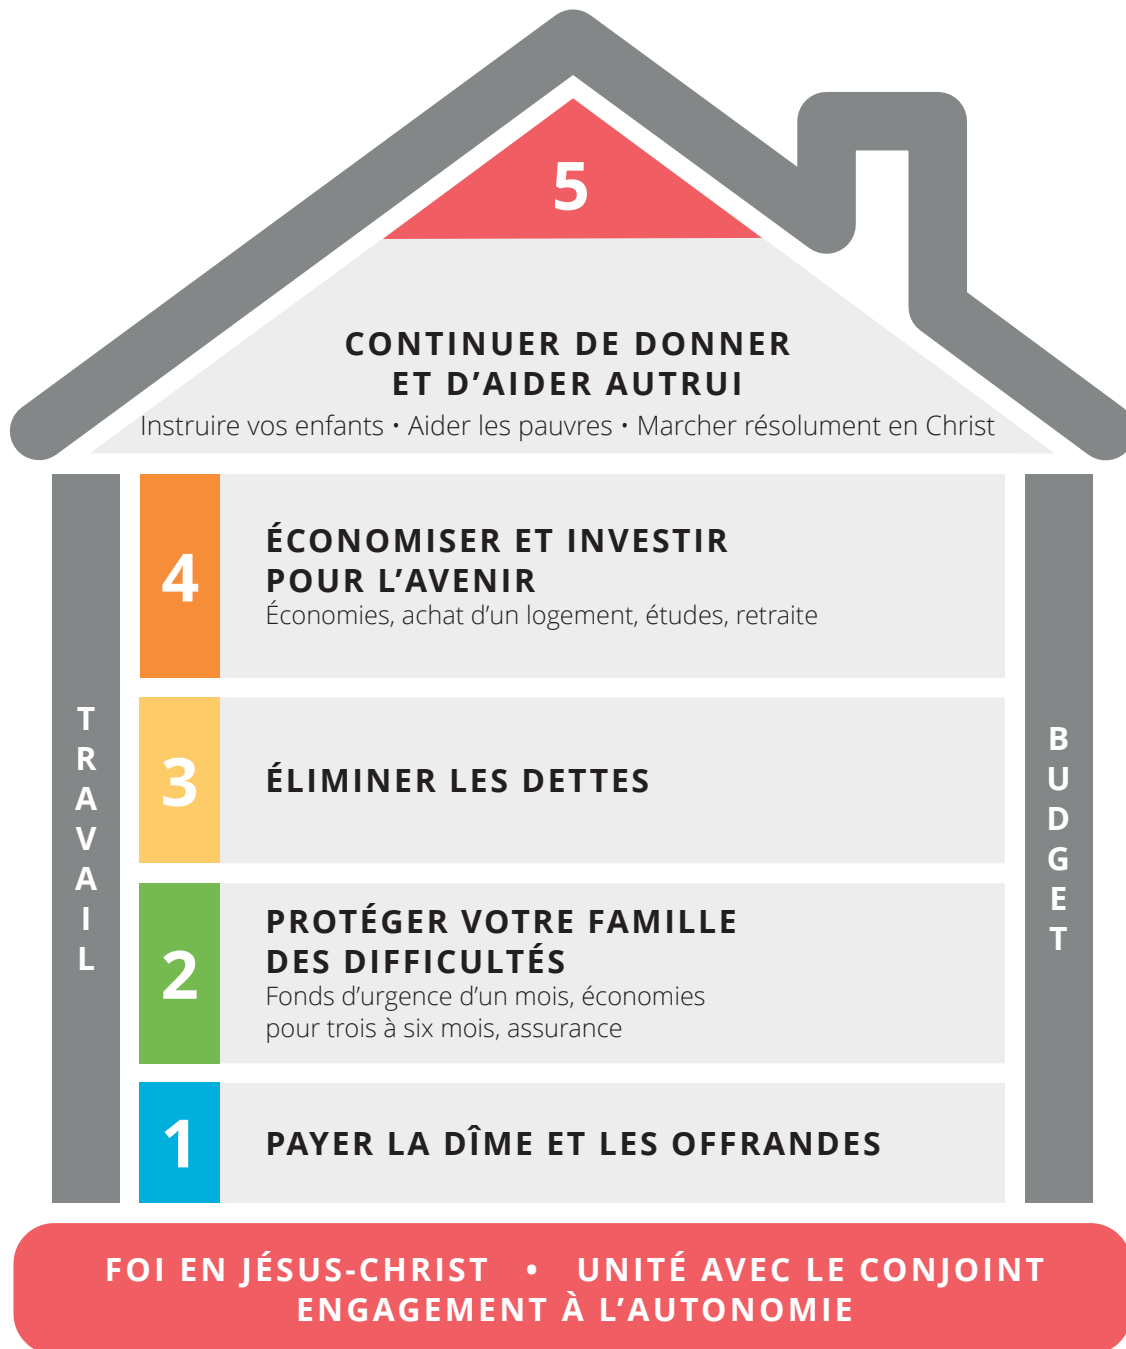 5
CONTINUER DE DONNER
ET D’AIDER AUTRUI
Instruire vos enfants • Aider les pauvres • Marcher résolument en Christ
4
ÉCONOMISER ET INVESTIR
POUR L’AVENIR
Économies, achat d’un logement, études, retraite
3
ÉLIMINER LES DETTES
2
PROTÉGER VOTRE FAMILLE
DES DIFFICULTÉS
Fonds d’urgence d’un mois, économies
pour trois à six mois, assurance
1
PAYER LA DÎME ET LES OFFRANDES
TRAVAIL
BUDGET
FOI EN JÉSUS-CHRIST • UNITÉ AVEC LE CONJOINT
ENGAGEMENT À L’AUTONOMIE